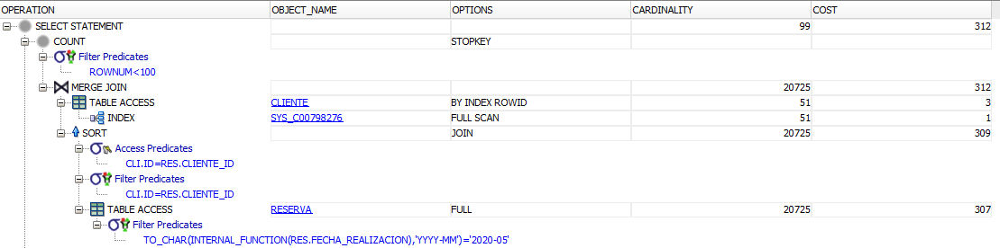 OPERATION OBJECT_NAME OPTIONS CARDINALITY COST
SELECT STATEMENT 99 312
COUNT STOPKEY
Filter Predicates
ROWNUM<100
MERGE JOIN 20725 312
TABLE ACCESS CLIENTE BY INDEX ROWID 51 3
INDEX SYS_C00798276 FULL SCAN 51 1
SORT JOIN 20725 309
Access Predicates
CLI.ID=RES.CLIENTE_ID
Filter Predicates
CLI.ID=RES.CLIENTE_ID
TABLE ACCESS RESERVA FULL 20725 307
Filter Predicates
TO_CHAR(INTERNAL_FUNCTION(RES.FECHA_REALIZACION),'YYYY-MM')='2020-05'